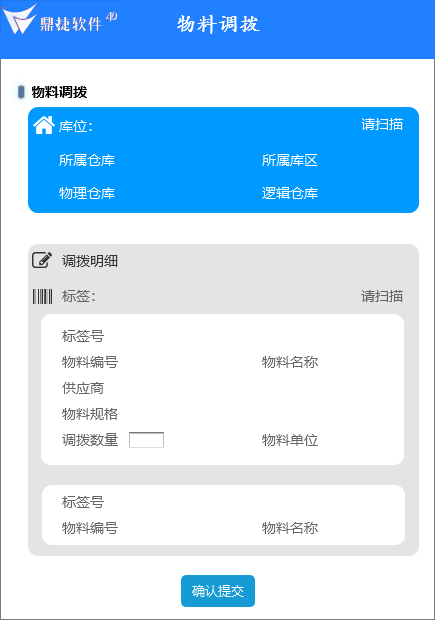 鼎捷软件 40 物料调拨
物料调拨
库位： 请扫描
所属仓库 所属库区
物理仓库 逻辑仓库
调拨明细
标签： 请扫描
标签号
物料编号 物料名称
供应商
物料规格
调拨数量 物料单位
标签号
物料编号 物料名称
确认提交